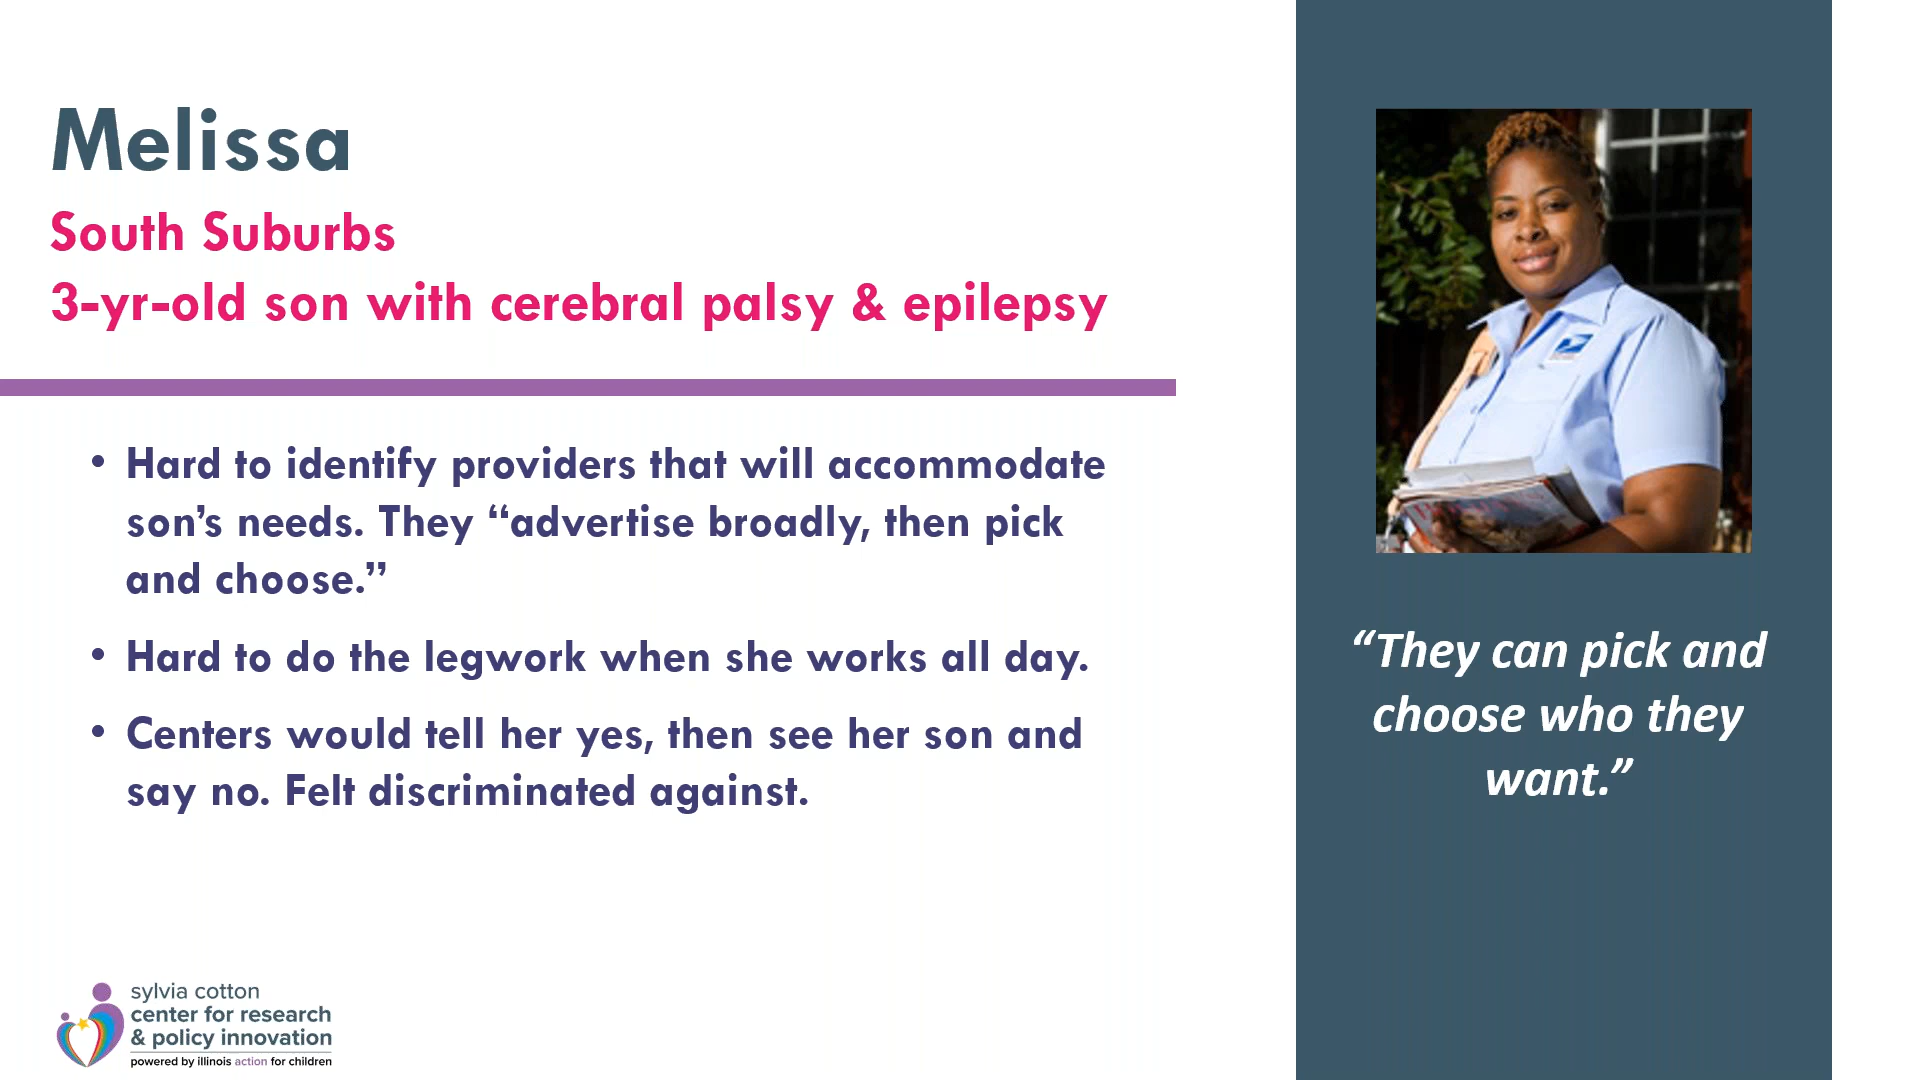 Melissa
South Suburbs
3-yr-old son with cerebral palsy & epilepsy
• Hard to identify providers that will accommodate
son’s needs. They “advertise broadly, then pick
and choose.”
• Hard to do the legwork when she works all day.
• Centers would tell her yes, then see her son and
say no. Felt discriminated against.
“They can pick and
choose who they
want.”
sylvia cotton
center for research
& policy innovation
powered by illinois action for children